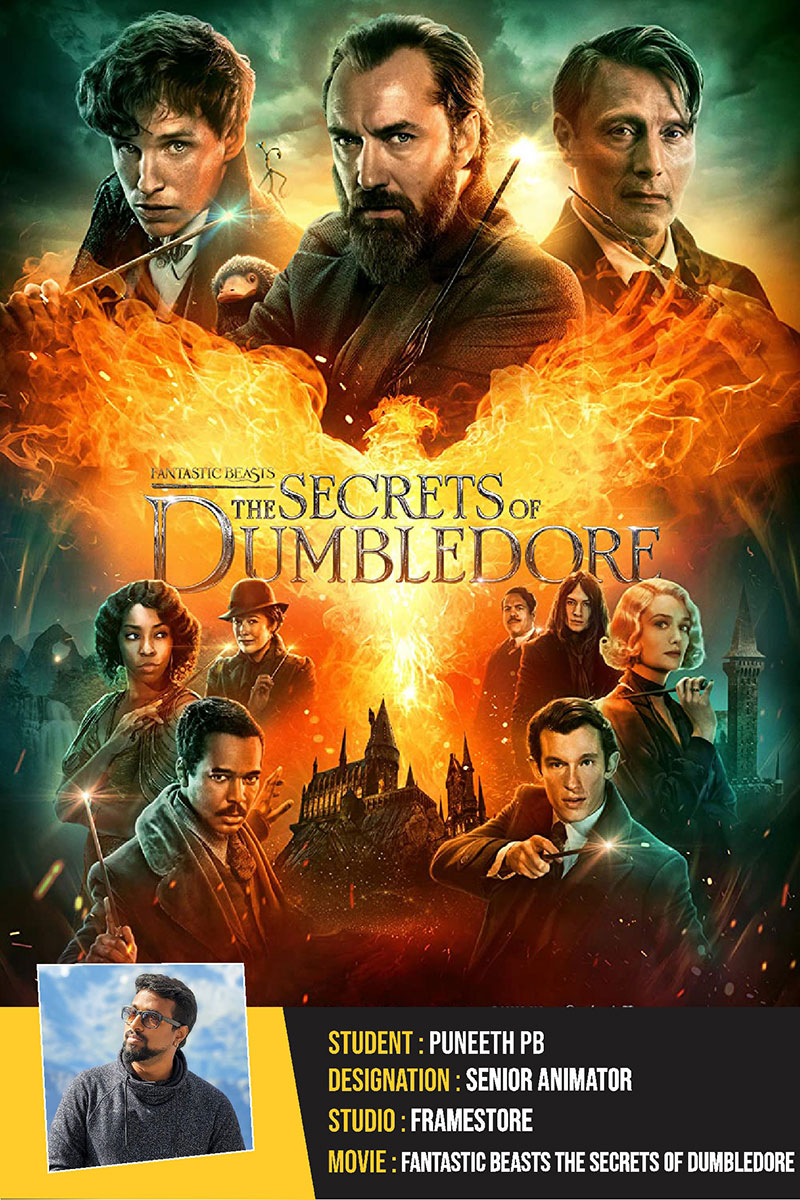 FANTASTIC BEASTS
THE SECRETS OF
DUMBLEDORE
STUDENT : PUNEETH PB
DESIGNATION : SENIOR ANIMATOR
STUDIO : FRAMESTORE
MOVIE : FANTASTIC BEASTS THE SECRETS OF DUMBLEDORE